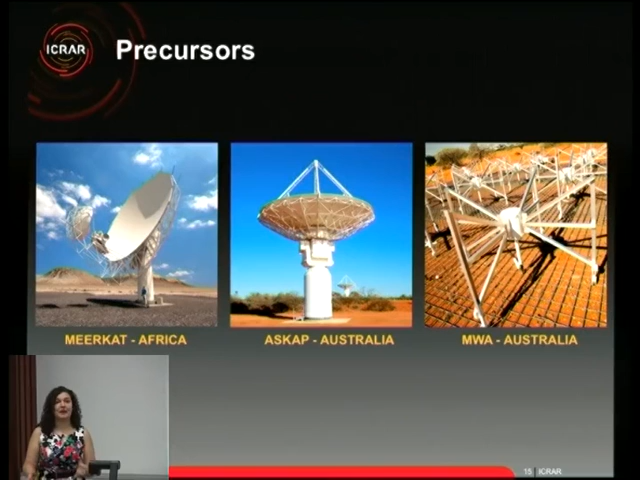 ICRAR
Precursors
MEERKAT - AFRICA
ASKAP - AUSTRALIA
MWA - AUSTRALIA
15 | ICRAR